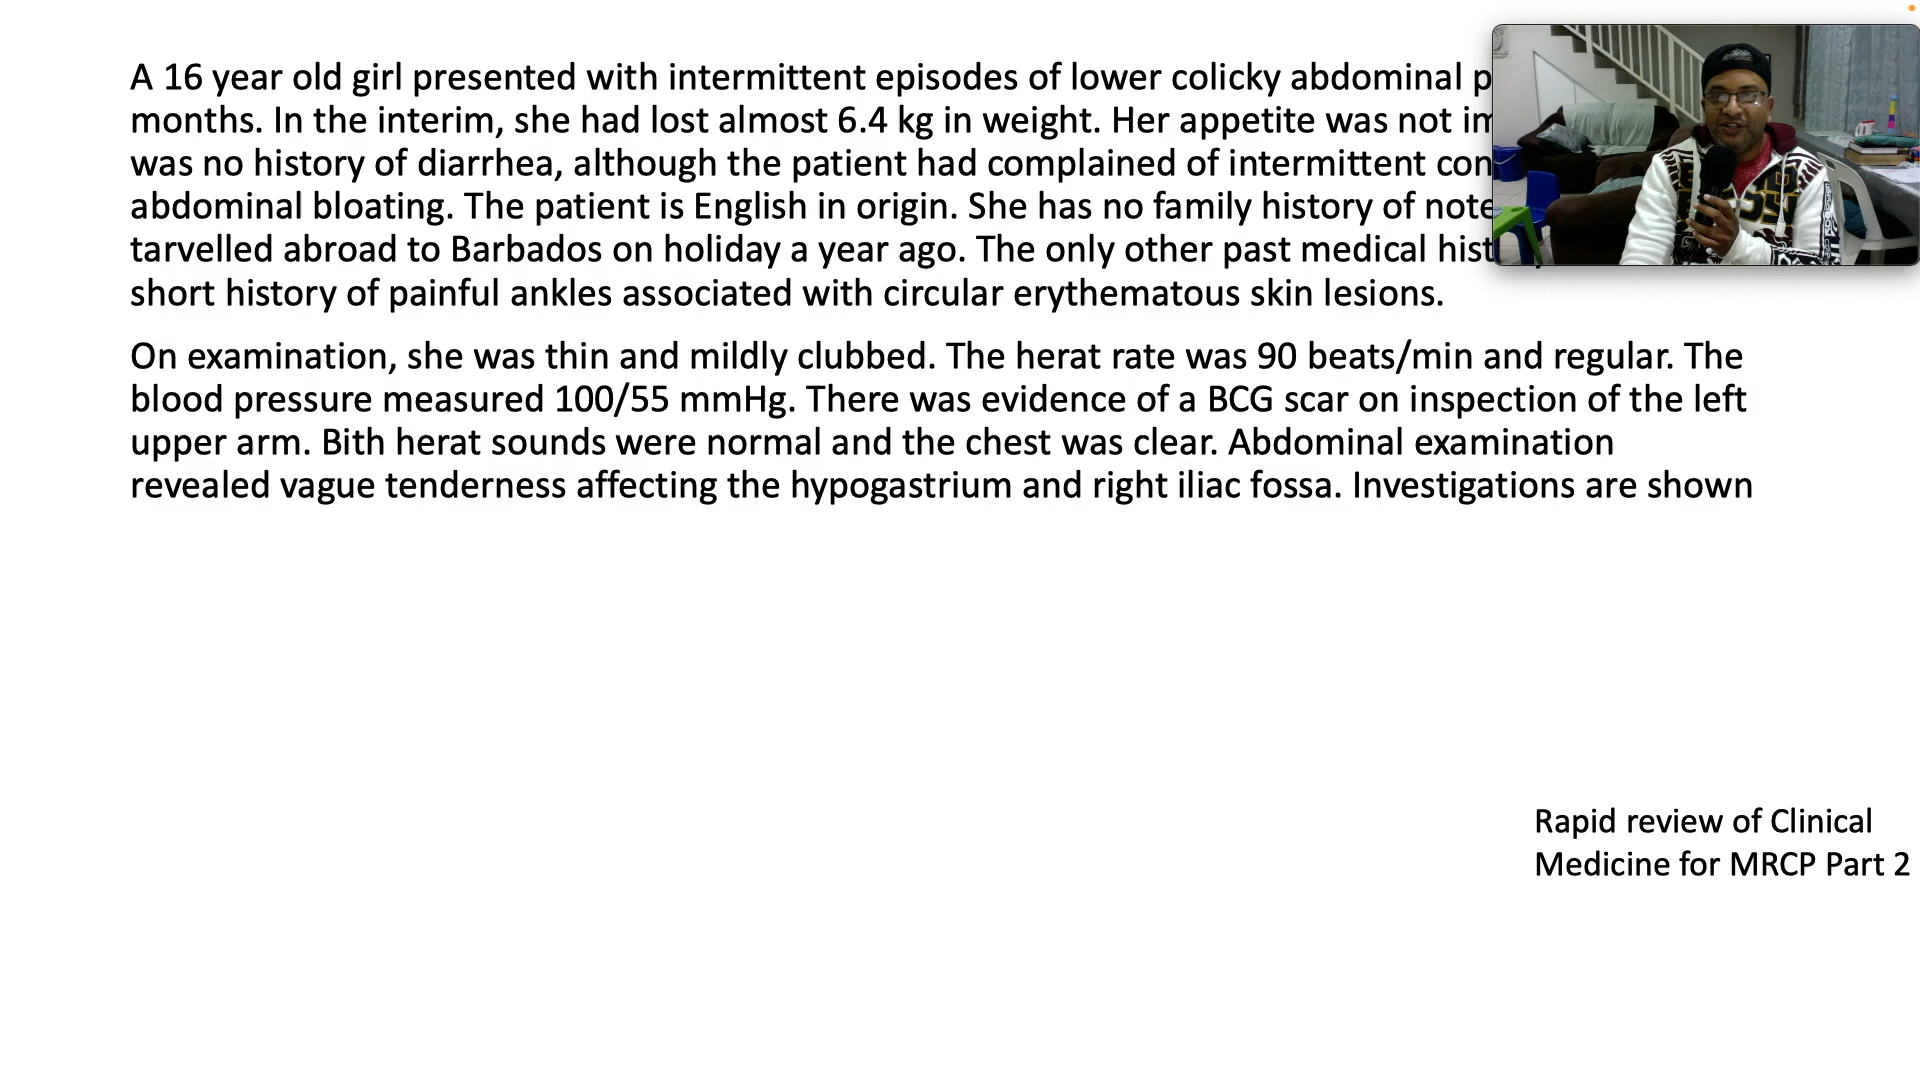 A 16 year old girl presented with intermittent episodes of lower colicky abdominal
months. In the interim, she had lost almost 6.4 kg in weight. Her appetite was not
was no history of diarrhea, although the patient had complained of intermittent
abdominal bloating. The patient is English in origin. She has no family history of note
tarvelled abroad to Barbados on holiday a year ago. The only other past medical
short history of painful ankles associated with circular erythematous skin lesions.
On examination, she was thin and mildly clubbed. The herat rate was 90 beats/min and regular. The
blood pressure measured 100/55 mmHg. There was evidence of a BCG scar on inspection of the left
upper arm. Bith herat sounds were normal and the chest was clear. Abdominal examination
revealed vague tenderness affecting the hypogastrium and right iliac fossa. Investigations are shown
Rapid review of Clinical
Medicine for MRCP Part 2